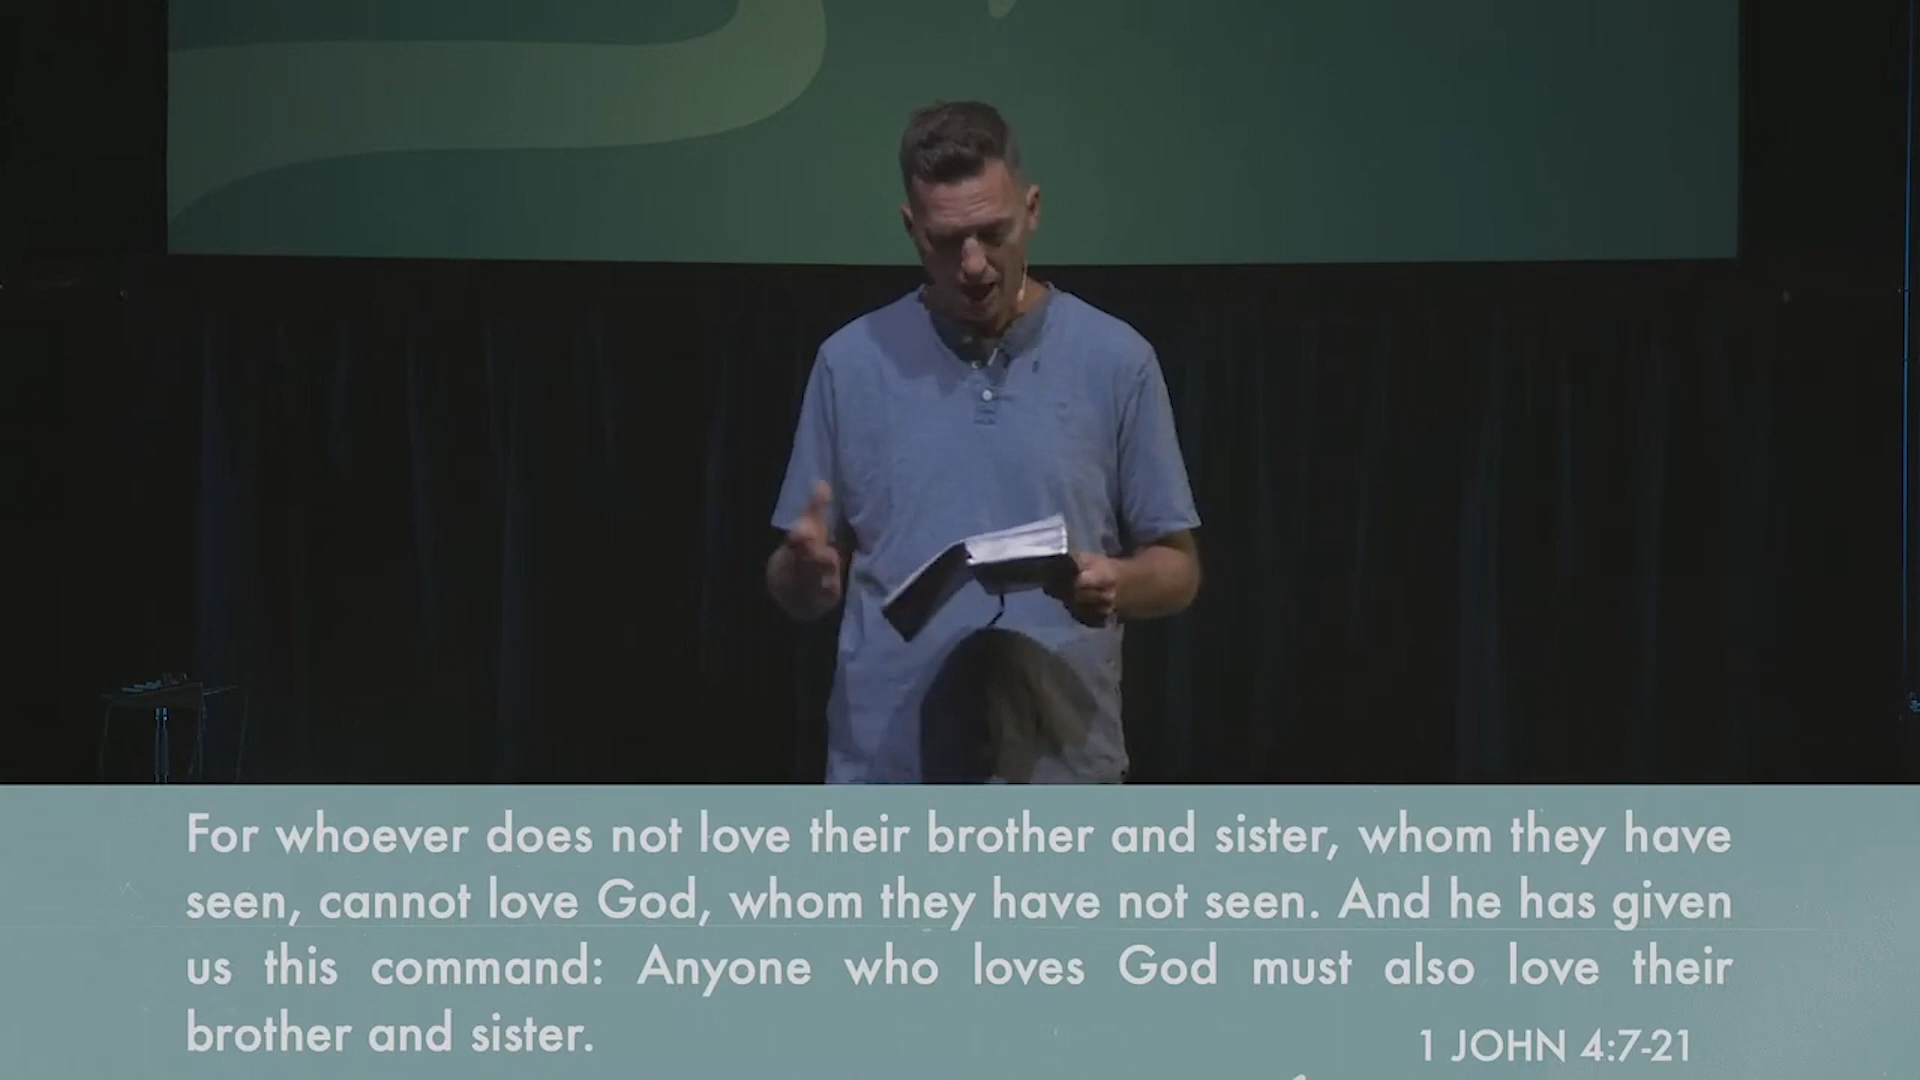 For whoever does not love their brother and sister, whom they have
seen, cannot love God, whom they have not seen. And he has given
us this command: Anyone who loves God must also love their
brother and sister.
1 JOHN 4:7-21